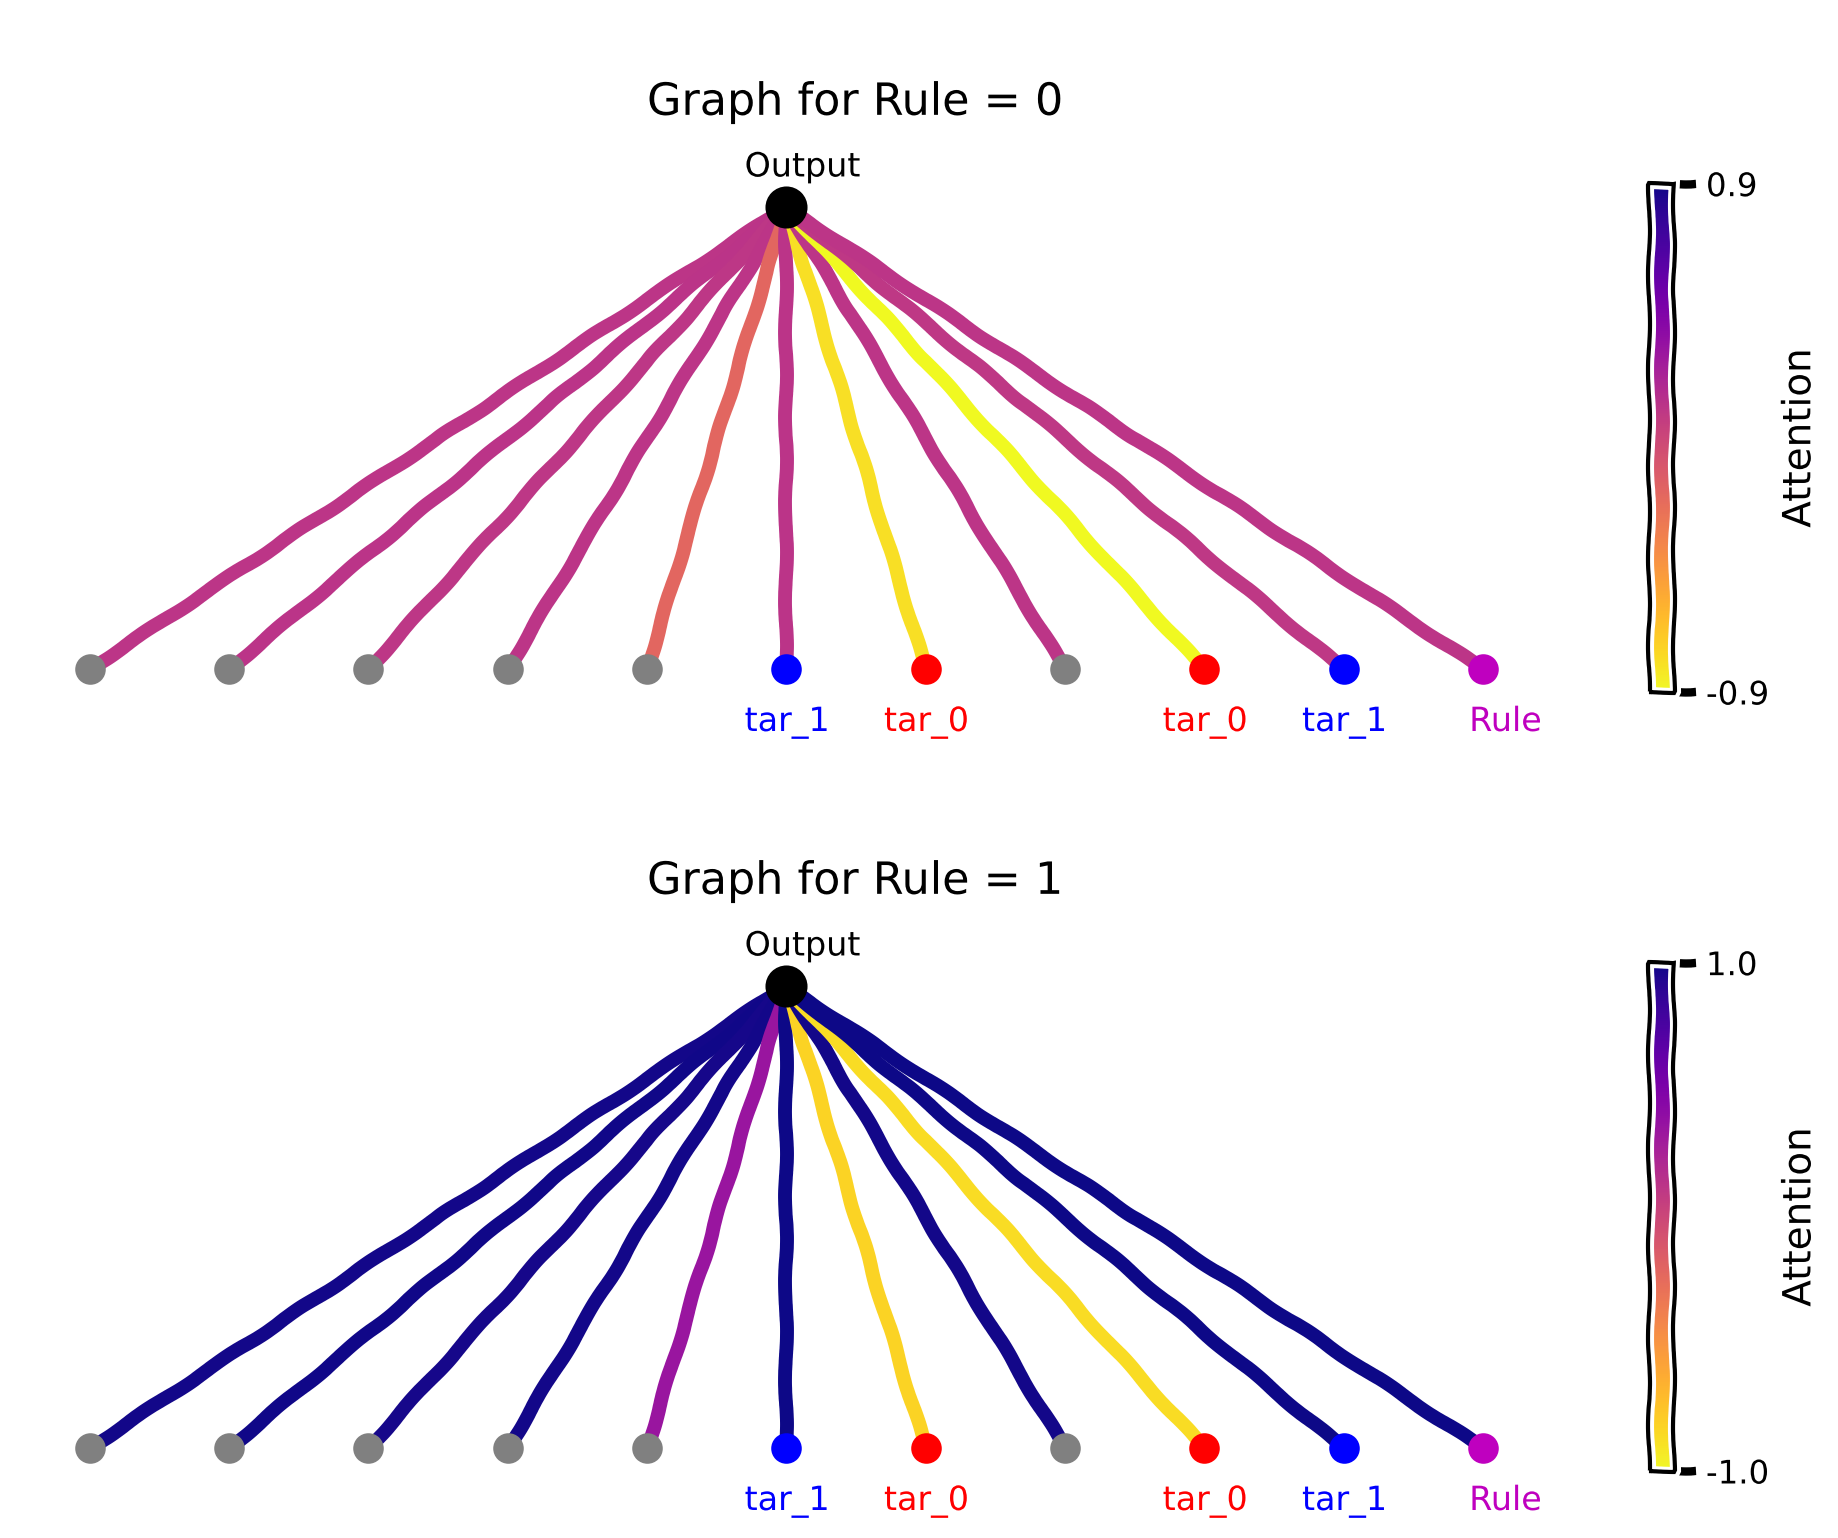 Graph for Rule = 0
Output
0.9
Attention
-0.9
tar_1 tar_0 tar_0 tar_1 Rule
Graph for Rule = 1
Output
1.0
Attention
-1.0
tar_1 tar_0 tar_0 tar_1 Rule